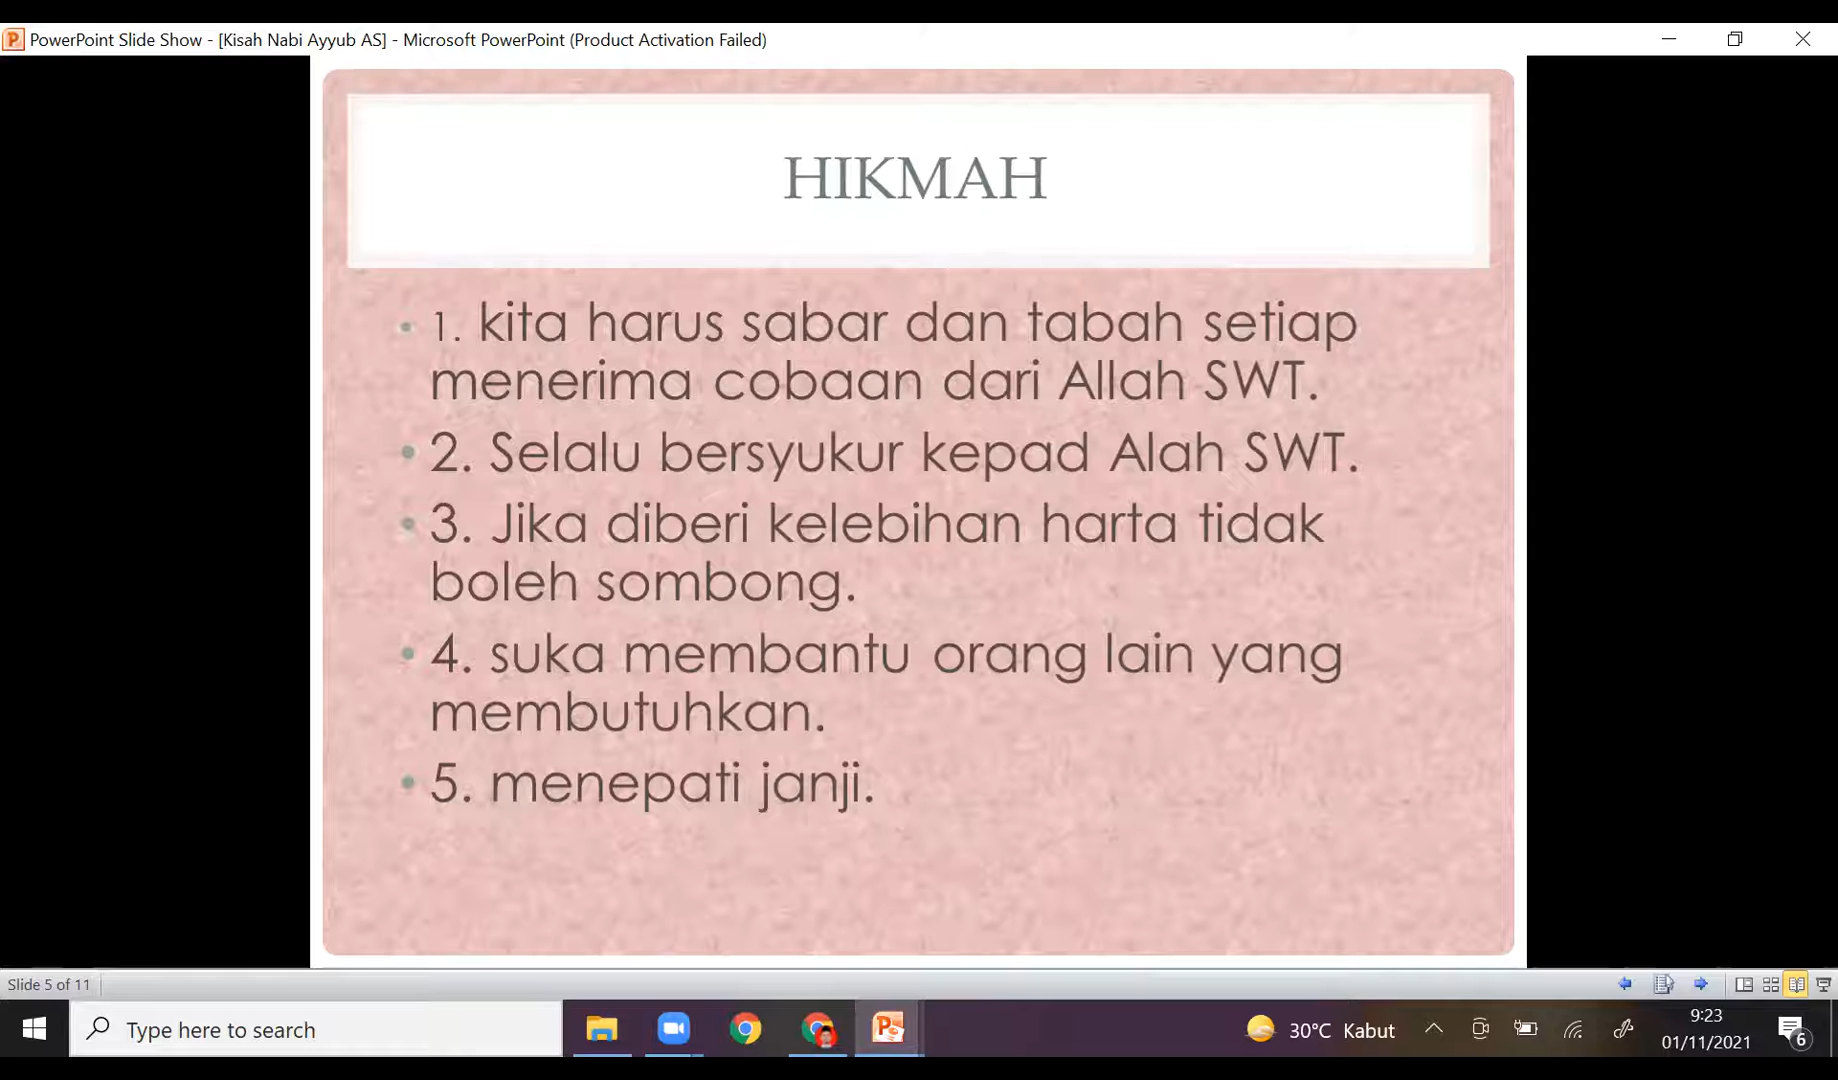 PowerPoint Slide Show - [Kisah Nabi Ayyub AS] - Microsoft PowerPoint (Product Activation Failed)
HIKMAH
• 1. kita harus sabar dan tabah setiap
menerima cobaan dari Allah SWT.
• 2. Selalu bersyukur kepad Alah SWT.
• 3. Jika diberi kelebihan harta tidak
boleh sombong.
• 4. suka membantu orang lain yang
membutuhkan.
• 5. menepati janji.
Slide 5 of 11
Type here to search
30°C Kabut
9:23
01/11/2021
6